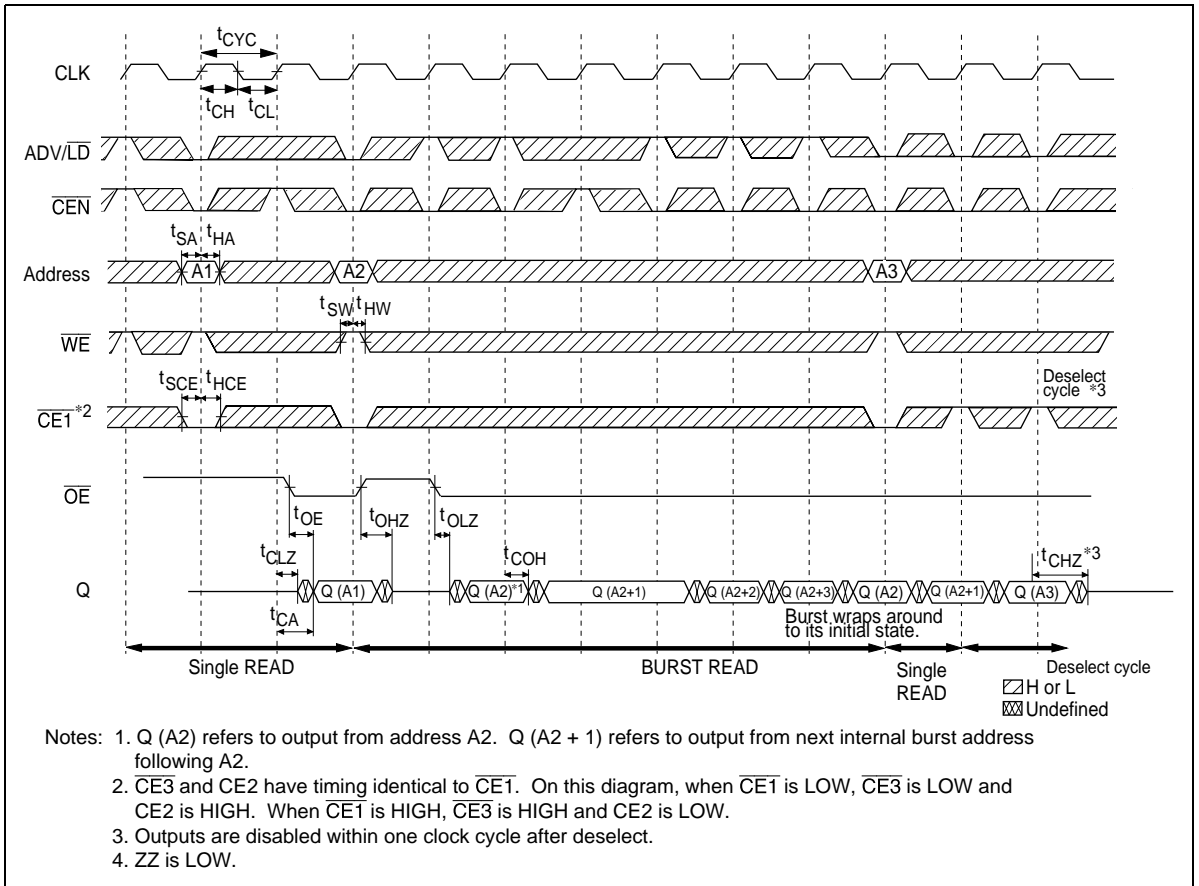 tCYC
CLK
tCH tCL
ADV/LD
CEN
tSA tHA
Address A1 A2 A3
tSW tHW
WE
tSCE tHCE
Deselect
cycle *3
CE1*2
OE
tOE tOHZ tOLZ
tCLZ tCOH tCHZ*3
Q Q (A1) Q (A2)*1 Q (A2+1) Q (A2+2) Q (A2+3) Q (A2) Q (A2+1) Q (A3)
tCA
Burst wraps around
to its initial state.
Single READ BURST READ Single
READ
Deselect cycle
H or L
Undefined
Notes: 1. Q (A2) refers to output from address A2. Q (A2 + 1) refers to output from next internal burst address
following A2.
2. CE3 and CE2 have timing identical to CE1. On this diagram, when CE1 is LOW, CE3 is LOW and
CE2 is HIGH. When CE1 is HIGH, CE3 is HIGH and CE2 is LOW.
3. Outputs are disabled within one clock cycle after deselect.
4. ZZ is LOW.